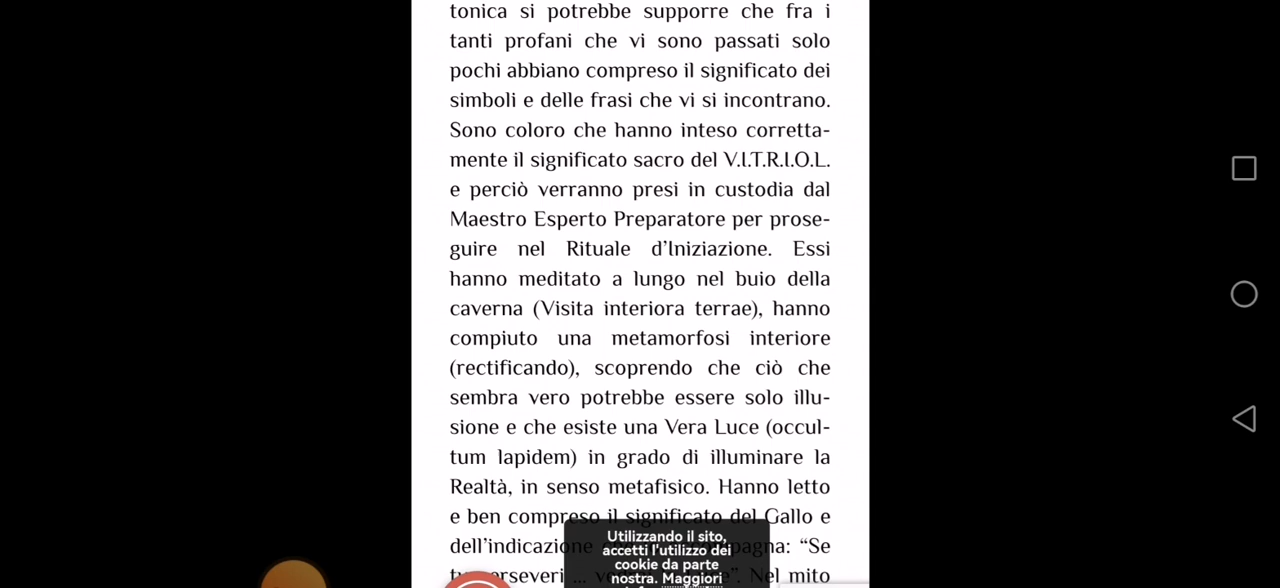 tonica si potrebbe supporre che fra i
tanti profani che vi sono passati solo
pochi abbiano compreso il significato dei
simboli e delle frasi che vi si incontrano.
Sono coloro che hanno inteso corretta-
mente il significato sacro del V.I.T.R.I.O.L.
e perciò verranno presi in custodia dal
Maestro Esperto Preparatore per prose-
guire nel Rituale d'Iniziazione. Essi
hanno meditato a lungo nel buio della
caverna (Visita interiora terrae), hanno
compiuto una metamorfosi interiore
(rectificando), scoprendo che ciò che
sembra vero potrebbe essere solo illu-
sione e che esiste una Vera Luce (occul-
tum lapidem) in grado di illuminare la
Realtà, in senso metafisico. Hanno letto
e ben compreso il significato del Gallo e
dell'indicazione "Se
Nel mito
Utilizzando il sito,
accetti l'utilizzo dei
cookie da parte
nostra. Maggiori